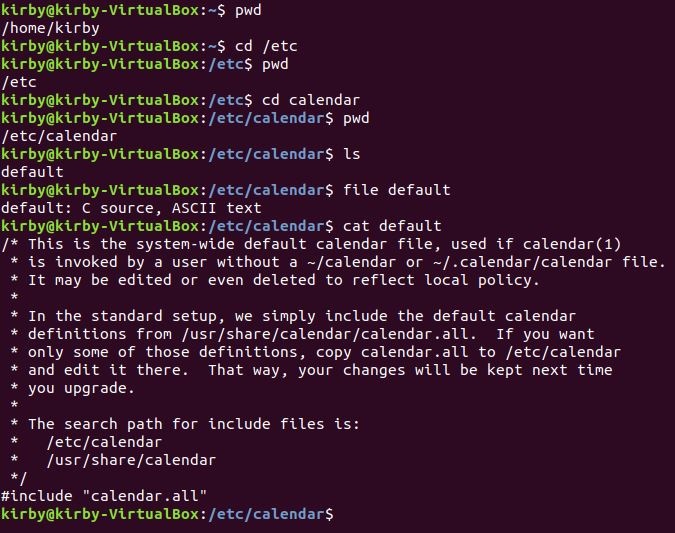 kirby@kirby-VirtualBox:~$ pwd
/home/kirby
kirby@kirby-VirtualBox:~$ cd /etc
kirby@kirby-VirtualBox:/etc$ pwd
/etc
kirby@kirby-VirtualBox:/etc$ cd calendar
kirby@kirby-VirtualBox:/etc/calendar$ pwd
/etc/calendar
kirby@kirby-VirtualBox:/etc/calendar$ ls
default
kirby@kirby-VirtualBox:/etc/calendar$ file default
default: C source, ASCII text
kirby@kirby-VirtualBox:/etc/calendar$ cat default
/* This is the system-wide default calendar file, used if calendar(1)
 * is invoked by a user without a ~/calendar or ~/.calendar/calendar file.
 * It may be edited or even deleted to reflect local policy.
 *
 * In the standard setup, we simply include the default calendar
 * definitions from /usr/share/calendar/calendar.all.  If you want
 * only some of those definitions, copy calendar.all to /etc/calendar
 * and edit it there.  That way, your changes will be kept next time
 * you upgrade.
 *
 * The search path for include files is:
 *   /etc/calendar
 *   /usr/share/calendar
 */
#include "calendar.all"
kirby@kirby-VirtualBox:/etc/calendar$